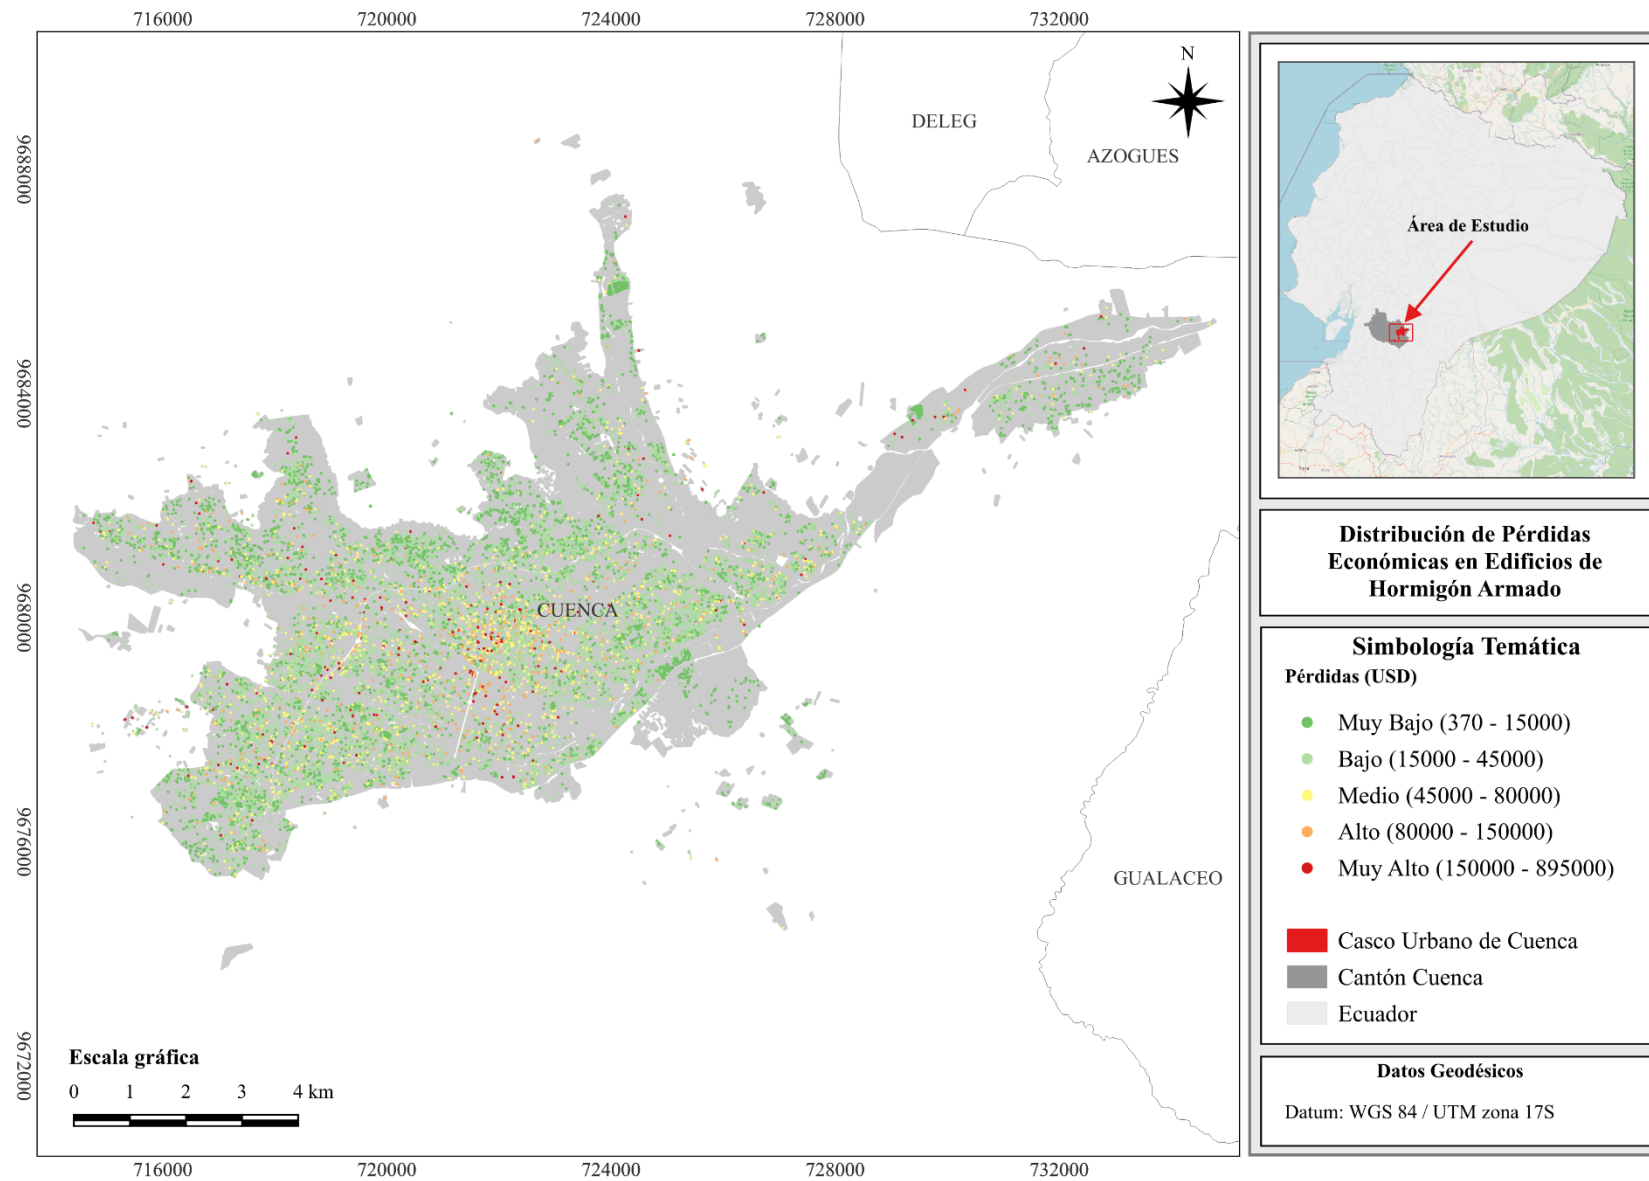 716000
720000
724000
728000
732000
N
DELEG
AZOGUES
CUENCA
GUALACEO
9688000
9684000
9680000
9676000
9672000
Escala gráfica
0 1 2 3 4 km
716000
720000
724000
728000
732000
Área de Estudio
Distribución de Pérdidas
Económicas en Edificios de
Hormigón Armado
Simbología Temática
Pérdidas (USD)
Muy Bajo (370 - 15000)
Bajo (15000 - 45000)
Medio (45000 - 80000)
Alto (80000 - 150000)
Muy Alto (150000 - 895000)
Casco Urbano de Cuenca
Cantón Cuenca
Ecuador
Datos Geodésicos
Datum: WGS 84 / UTM zona 17S